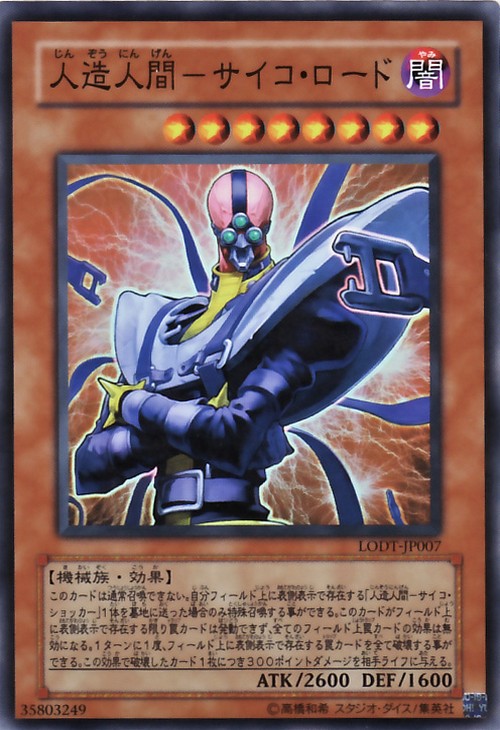 人造人間－サイコ・ロード
闇
LODT-JP007
【機械族・効果】
このカードは通常召喚できない。自分フィールド上に表側表示で存在する「人造人間－サイコ・
ショッカー」1体を墓地に送った場合のみ特殊召喚する事ができる。このカードがフィールド上
に表側表示で存在する限り罠カードは発動できず、全てのフィールド上罠カードの効果は無
効になる。1ターンに1度、フィールド上に表側表示で存在する罠カードを全て破壊する事が
できる。この効果で破壊したカード1枚につき300ポイントダメージを相手ライフに与える。
ATK/2600 DEF/1600
35803249
©高橋和希 スタジオ・ダイス/集英社